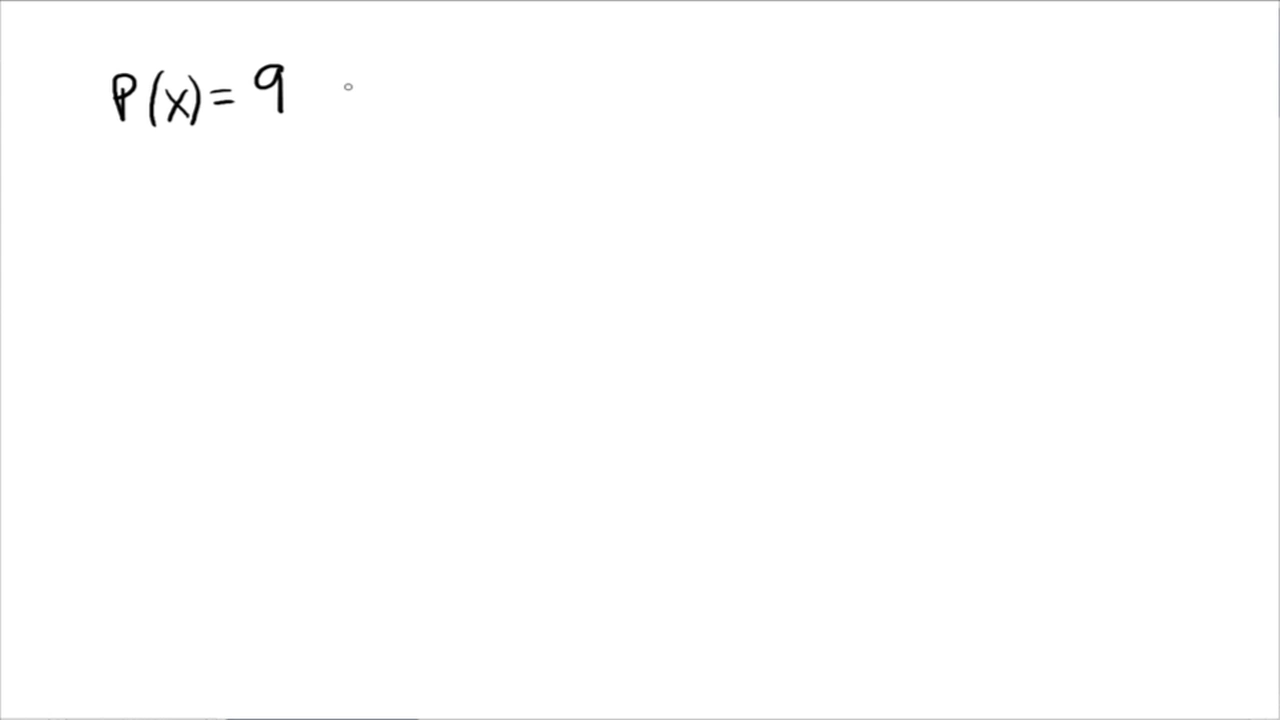 P(x) = 9